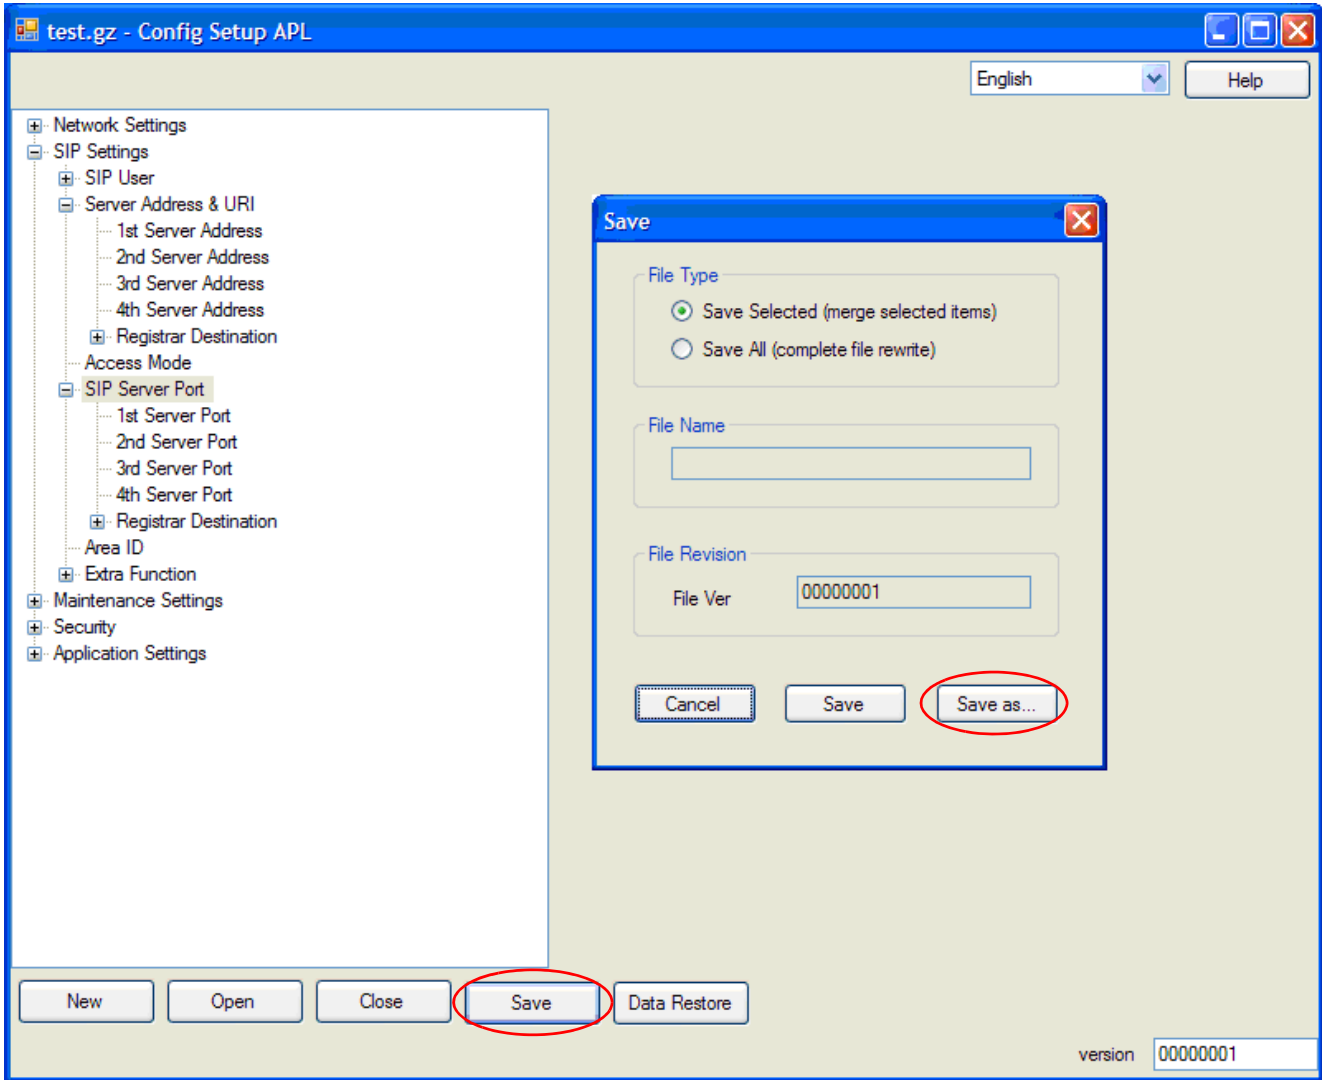 test.gz - Config Setup APL
English
Help
Network Settings
SIP Settings
SIP User
Server Address & URI
1st Server Address
2nd Server Address
3rd Server Address
4th Server Address
Registrar Destination
Access Mode
SIP Server Port
1st Server Port
2nd Server Port
3rd Server Port
4th Server Port
Registrar Destination
Area ID
Extra Function
Maintenance Settings
Security
Application Settings
Save
File Type
Save Selected (merge selected items)
Save All (complete file rewrite)
File Name
File Revision
File Ver 00000001
Cancel Save Save as...
New Open Close Save Data Restore
version 00000001